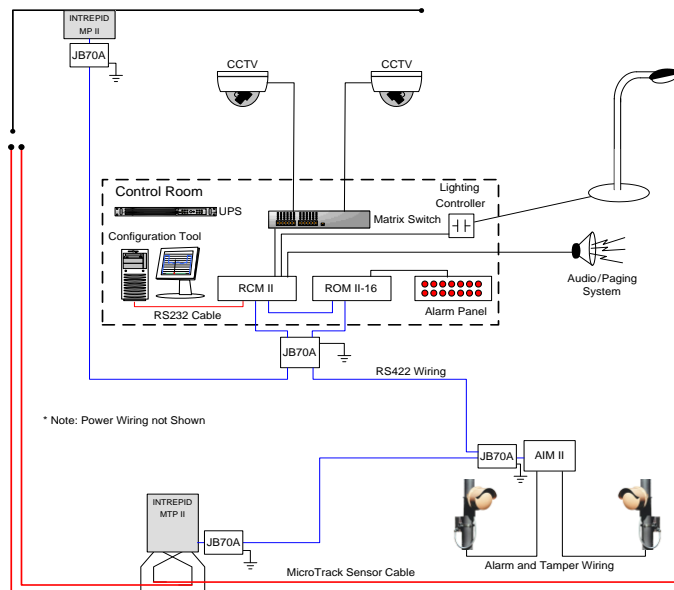 INTREPID
MP II
JB70A
CCTV
CCTV
Control Room
UPS
Lighting
Controller
Matrix Switch
Configuration Tool
RCM II
ROM II-16
Alarm Panel
Audio/Paging
System
RS232 Cable
JB70A
RS422 Wiring
* Note: Power Wiring not Shown
JB70A
AIM II
INTREPID
MTP II
JB70A
MicroTrack Sensor Cable
Alarm and Tamper Wiring